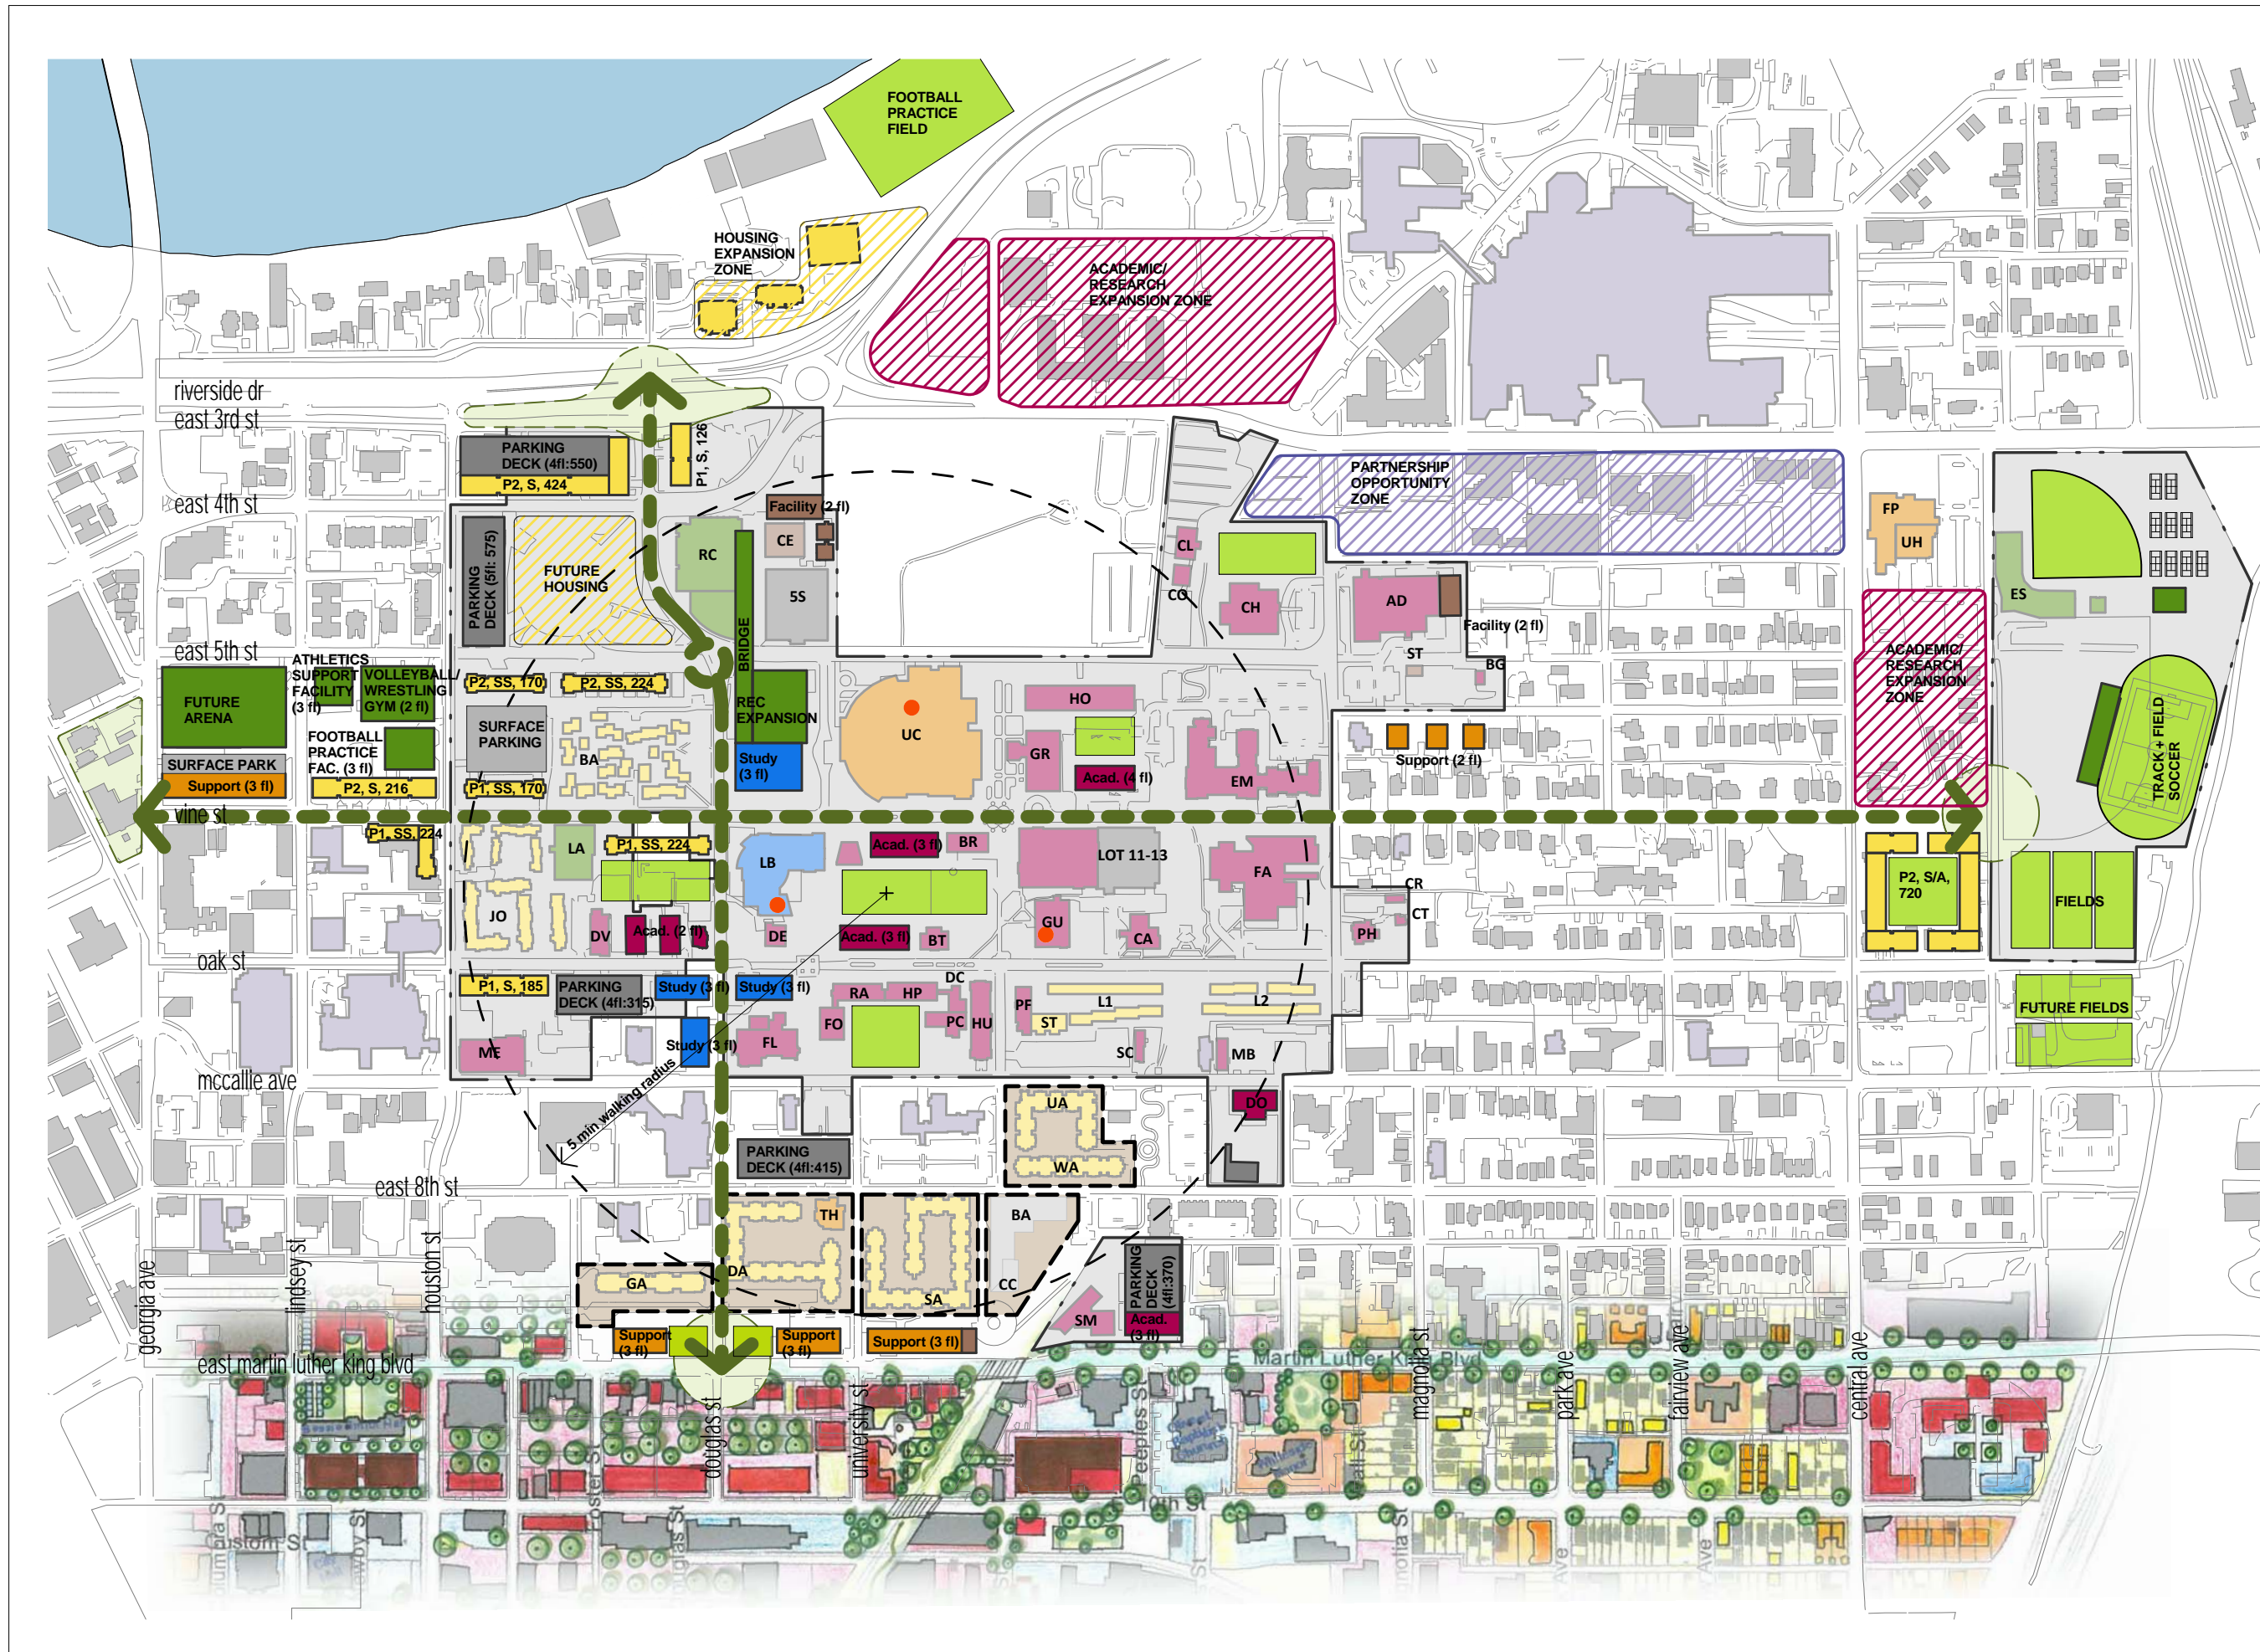 FOOTBALL
PRACTICE
FIELD
HOUSING
EXPANSION
ZONE
ACADEMIC/
RESEARCH
EXPANSION ZONE
riverside dr
east 3rd st
PARKING
DECK (4fl:550)
P2, S, 424
P1, S, 126
PARTNERSHIP
OPPORTUNITY
ZONE
east 4th st
Facility (2 fl)
CE
RC
5S
PARKING
DECK (5fl: 575)
FUTURE
HOUSING
BRIDGE
CL
CO
CH
AD
Facility (2 fl)
ST
BG
FP
UH
ES
east 5th st
FUTURE
ARENA
ATHLETICS
SUPPORT
FACILITY
(3 fl)
VOLLEYBALL/
WRESTLING
GYM (2 fl)
P2, SS, 170
P2, SS, 224
REC
EXPANSION
SURFACE
PARKING
BA
UC
HO
GR
EM
Acad. (4 fl)
Support (2 fl)
ACADEMIC/
RESEARCH
EXPANSION
ZONE
TRACK + FIELD
SOCCER
FOOTBALL
PRACTICE
FAC. (3 fl)
SURFACE PARK
Support (3 fl)
P2, S, 216
P1, SS, 170
Study
(3 fl)
vine st
P1, SS, 224
LA
P1, SS, 224
LB
Acad. (3 fl)
BR
LOT 11-13
FA
P2, S/A,
720
FIELDS
JO
DV
Acad. (2 fl)
DE
Acad. (3 fl)
BT
GU
CA
CR
CT
PH
oak st
P1, S, 185
PARKING
DECK (4fl:315)
Study (3 fl)
Study (3 fl)
Study (3 fl)
DC
RA
HP
FO
PC
HU
PF
ST
L1
L2
FL
SC
MB
ME
FUTURE FIELDS
mccallie ave
5 min walking radius
DO
UA
WA
PARKING
DECK (4fl:415)
east 8th st
TH
BA
GA
DA
SA
CC
PARKING
DECK
(4fl:370)
SM
Acad.
(3 fl)
Support
(3 fl)
Support
(3 fl)
Support (3 fl)
georgia ave
lindsey st
houston st
douglas st
university st
magnolia st
park ave
fairview ave
central ave
east martin luther king blvd
E. Martin Luther King Blvd
Peeples St
E. 10th St
Foster St